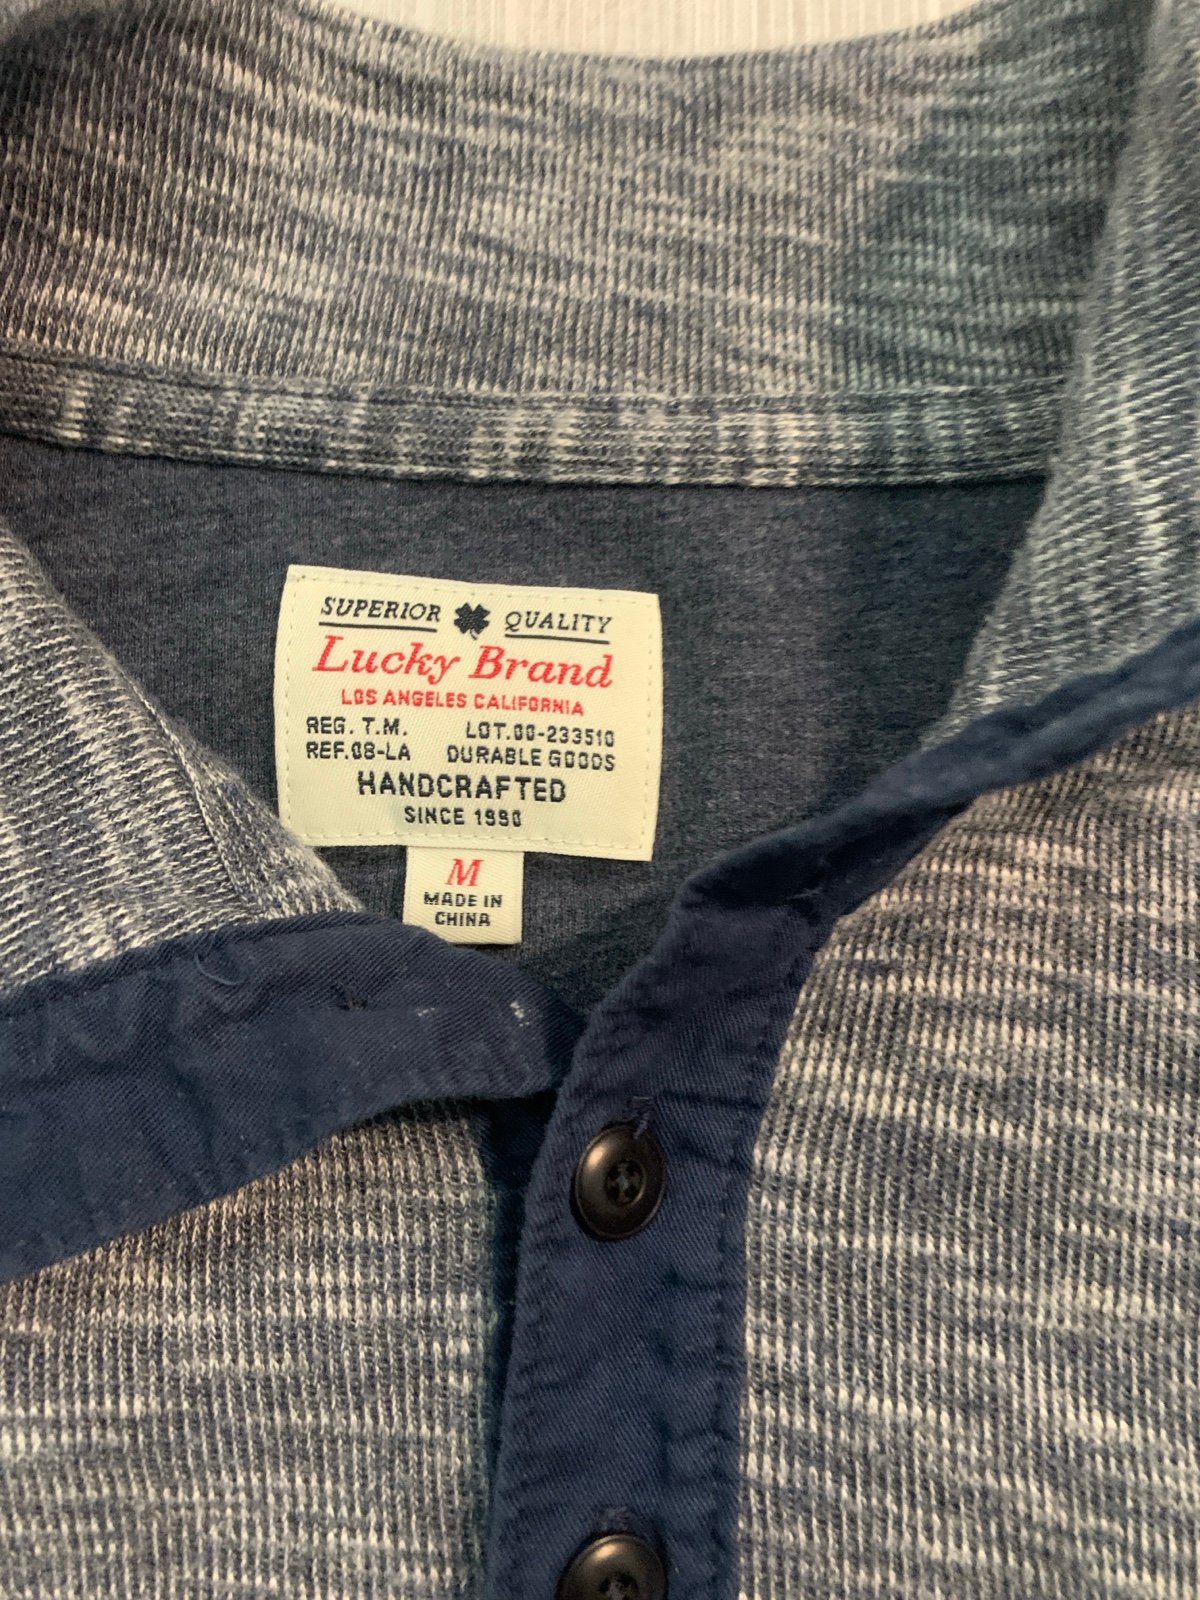 SUPERIOR QUALITY
Lucky Brand
LOS ANGELES CALIFORNIA
REG. T.M. LOT.00-233510
REF.08-LA DURABLE GOODS
HANDCRAFTED
SINCE 1990
M
MADE IN
CHINA